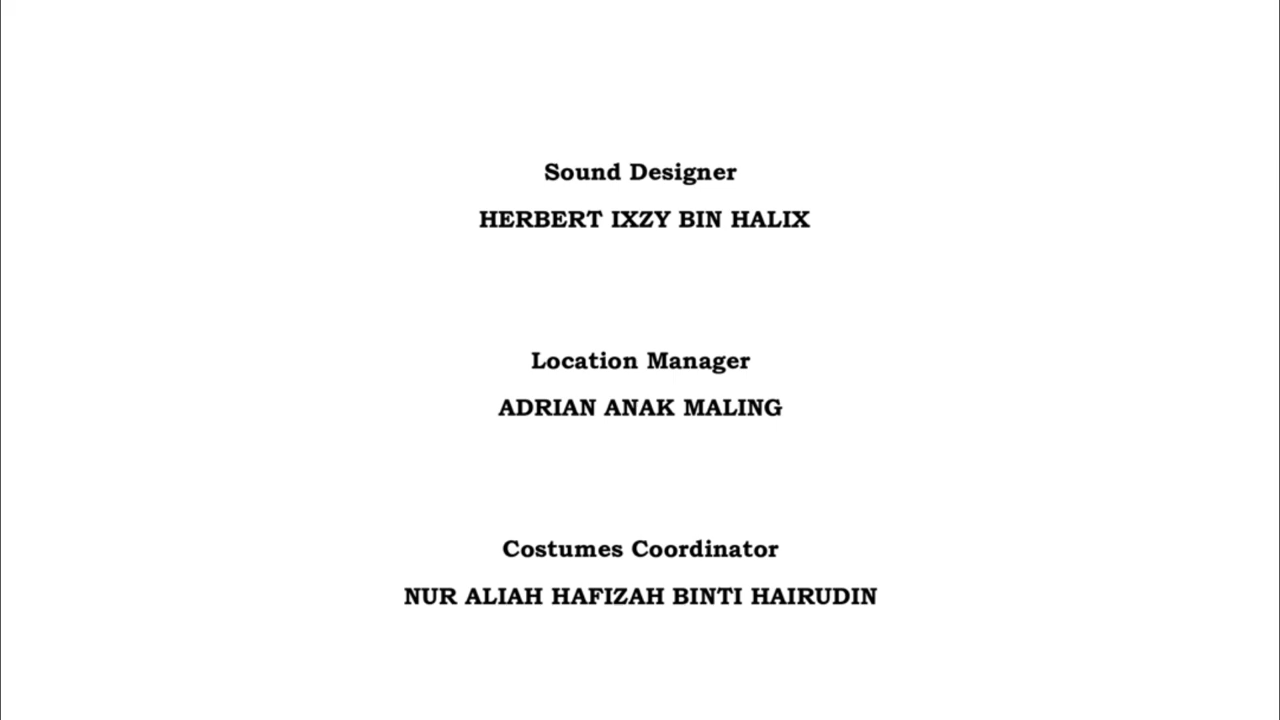 Sound Designer
HERBERT IXZY BIN HALIX
Location Manager
ADRIAN ANAK MALING
Costumes Coordinator
NUR ALIAH HAFIZAH BINTI HAIRUDIN